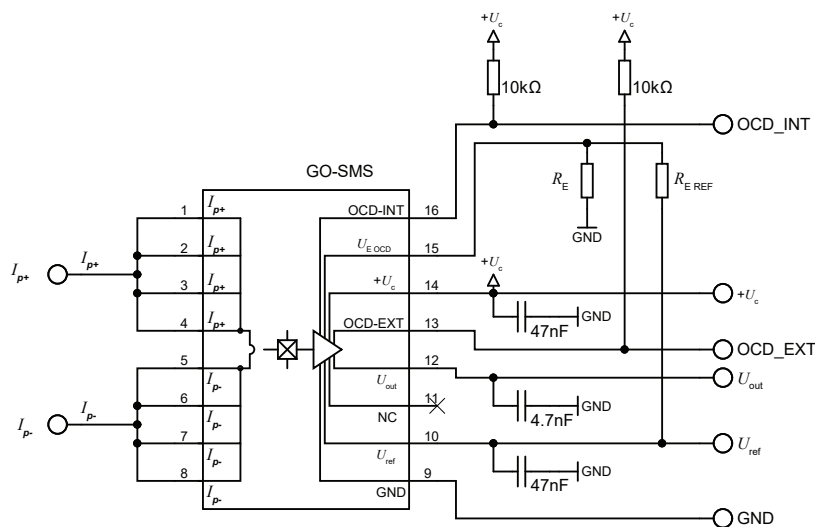 +Uc
+Uc
10kΩ
10kΩ
OCD_INT
GO-SMS
RE
RE REF
1
Ip+
OCD-INT
16
GND
2
Ip+
UE OCD
15
+Uc
Ip+
Ip+
3
Ip+
+Uc
14
+Uc
GND
47nF
4
Ip+
OCD-EXT
13
OCD_EXT
5
Ip-
12
Uout
Uout
GND
4.7nF
6
Ip-
11
NC
Ip-
Ip-
7
Ip-
10
Uref
Uref
GND
47nF
8
Ip-
9
GND
GND